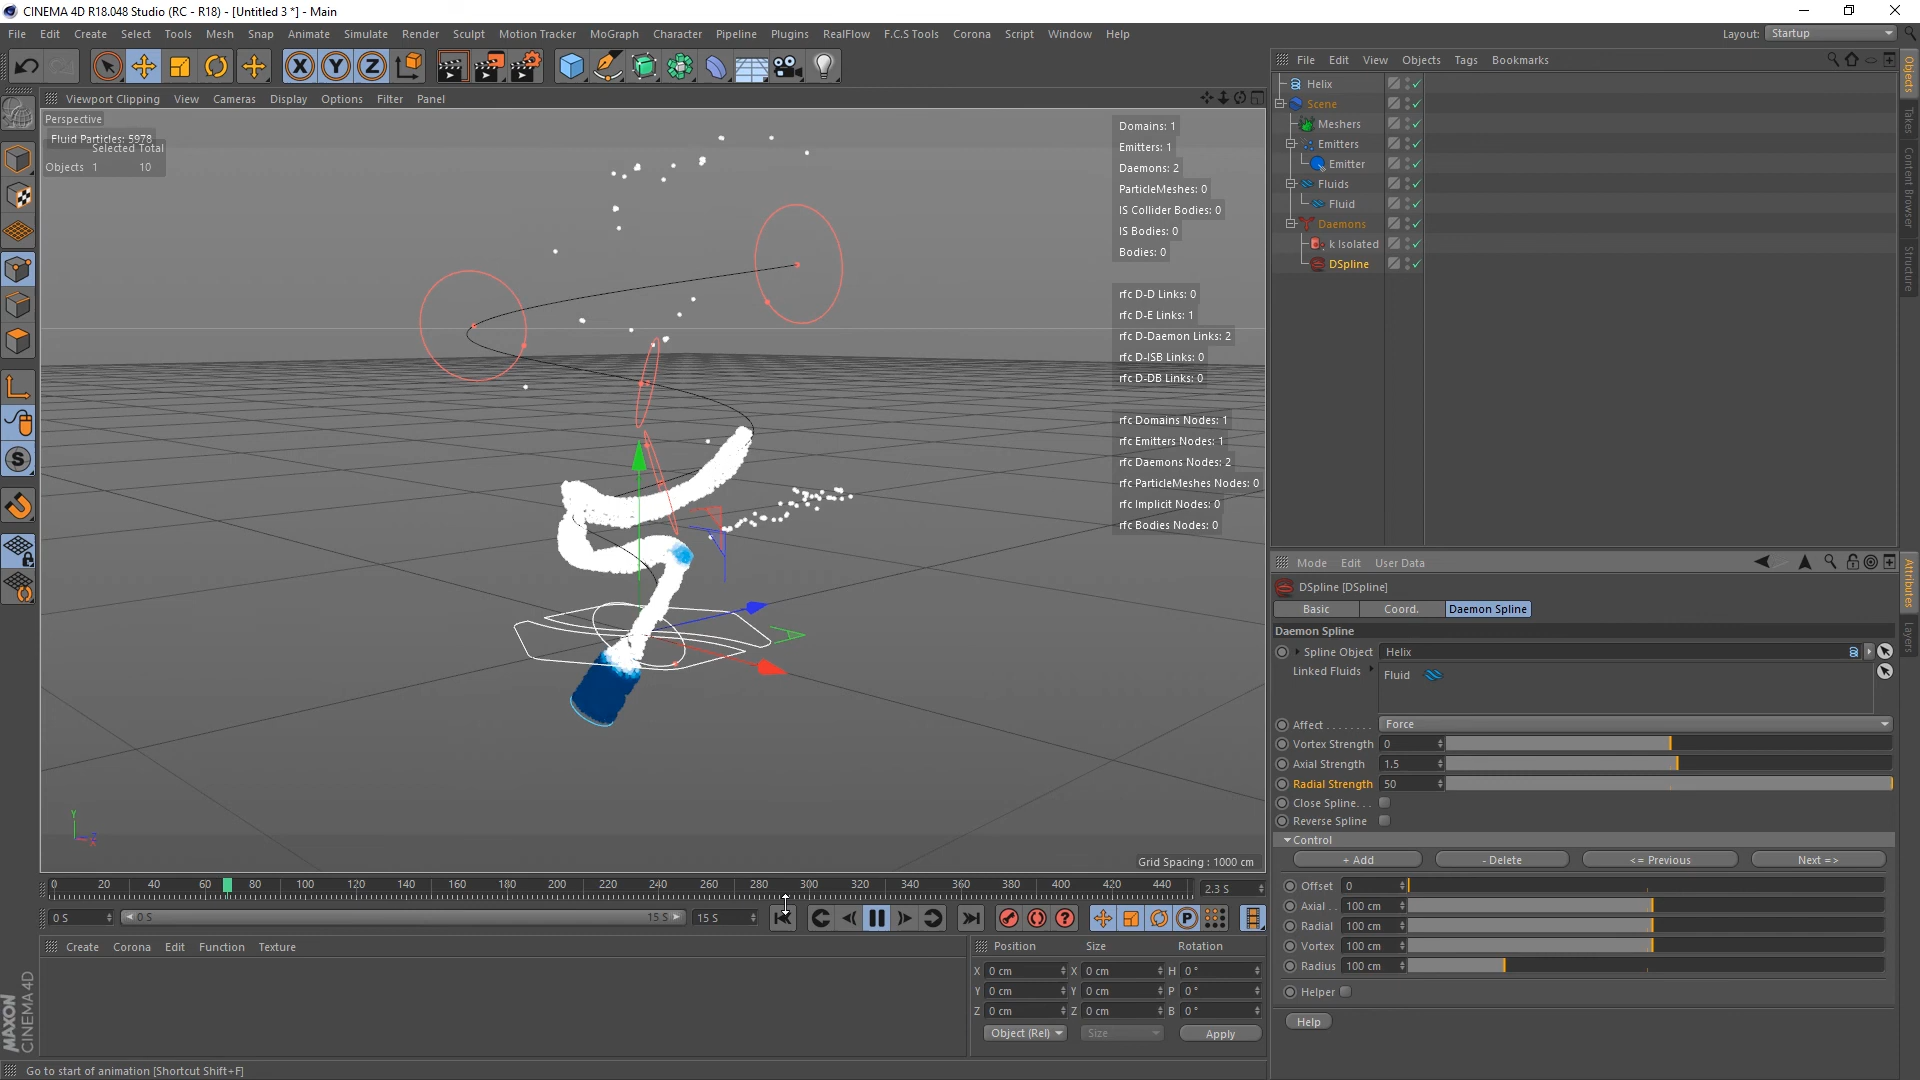 CINEMA 4D R18.048 Studio (RC - R18) - [Untitled 3 *] - Main
File Edit Create Select Tools Mesh Snap Animate Simulate Render Sculpt Motion Tracker MoGraph Character Pipeline Plugins RealFlow F.C.S Tools Corona Script Window Help
Layout: Startup
X Y Z
Viewport Clipping View Cameras Display Options Filter Panel
Perspective
Fluid Particles: 5978
Selected Total
Objects 1 10
Domains: 1
Emitters: 1
Daemons: 2
ParticleMeshes: 0
IS Collider Bodies: 0
IS Bodies: 0
Bodies: 0
rfc D-D Links: 0
rfc D-E Links: 1
rfc D-Daemon Links: 2
rfc D-ISB Links: 0
rfc D-DB Links: 0
rfc Domains Nodes: 1
rfc Emitters Nodes: 1
rfc Daemons Nodes: 2
rfc ParticleMeshes Nodes: 0
rfc Implicit Nodes: 0
rfc Bodies Nodes: 0
Y
Grid Spacing : 1000 cm
0 20 40 60 80 100 120 140 160 180 200 220 240 260 280 300 320 340 360 380 400 420 440 2.3 S
0 S 0 S 15 S 15 S
Create Corona Edit Function Texture
Position Size Rotation
X 0 cm X 0 cm H 0 °
Y 0 cm Y 0 cm P 0 °
Z 0 cm Z 0 cm B 0 °
Object (Rel) Size Apply
MAXON
CINEMA 4D
Go to start of animation [Shortcut Shift+F]
File Edit View Objects Tags Bookmarks
Helix
Scene
Meshers
Emitters
Emitter
Fluids
Fluid
Daemons
k Isolated
DSpline
Objects
Takes
Content Browser
Structure
Mode Edit User Data
DSpline [DSpline]
Basic Coord. Daemon Spline
Daemon Spline
Spline Object Helix
Linked Fluids Fluid
Affect . . . . . . . . Force
Vortex Strength 0
Axial Strength 1.5
Radial Strength 50
Close Spline. . .
Reverse Spline
Control
+ Add - Delete <= Previous Next =>
Offset 0
Axial . . 100 cm
Radial 100 cm
Vortex 100 cm
Radius 100 cm
Helper
Help
Attributes
Layers